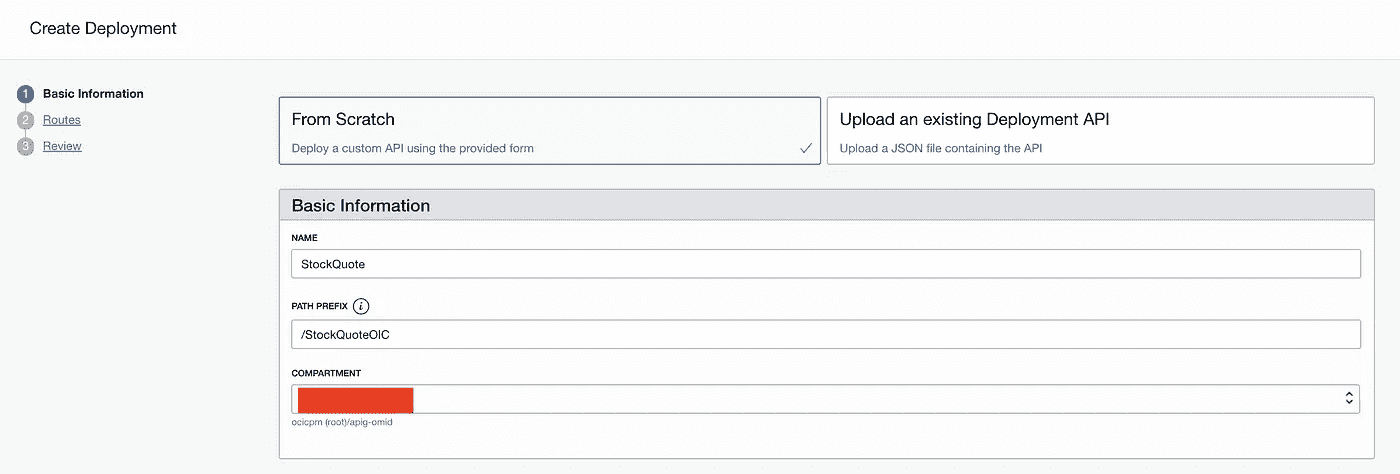 Create Deployment
1 Basic Information
2 Routes
3 Review
From Scratch
Deploy a custom API using the provided form
Upload an existing Deployment API
Upload a JSON file containing the API
Basic Information
NAME
StockQuote
PATH PREFIX i
/StockQuoteOIC
COMPARTMENT
ocicpm (root)/apig-omid